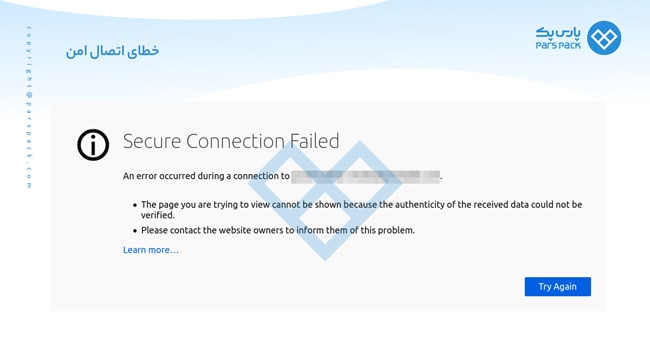 پارس پک
PARS PACK
خطای اتصال امن
copyright@parspack.com
Secure Connection Failed
An error occurred during a connection to .
• The page you are trying to view cannot be shown because the authenticity of the received data could not be
verified.
• Please contact the website owners to inform them of this problem.
Learn more...
Try Again